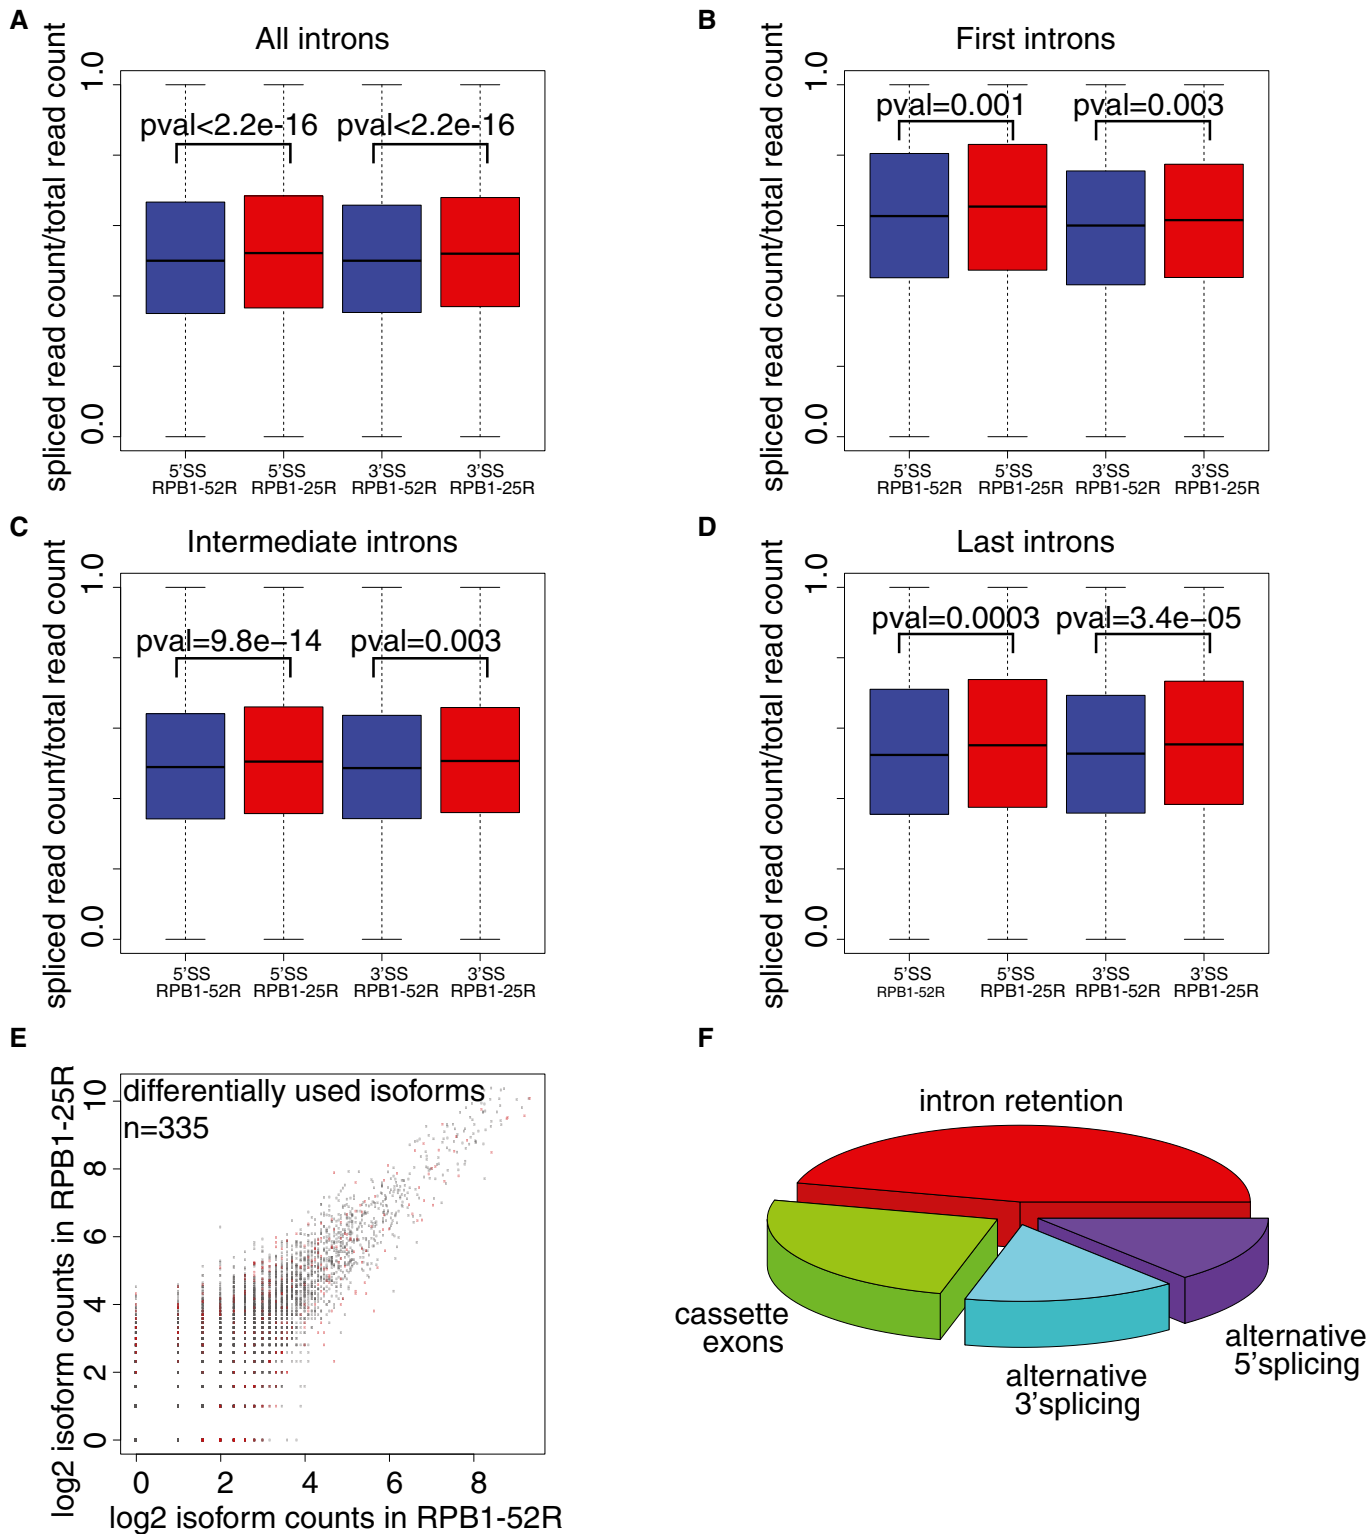 A
All introns
spliced read count/total read count
1.0
0.0
pval<2.2e-16
pval<2.2e-16
5'SS
RPB1-52R
5'SS
RPB1-25R
3'SS
RPB1-52R
3'SS
RPB1-25R
B
First introns
spliced read count/total read count
1.0
0.0
pval=0.001
pval=0.003
5'SS
RPB1-52R
5'SS
RPB1-25R
3'SS
RPB1-52R
3'SS
RPB1-25R
C
Intermediate introns
spliced read count/total read count
1.0
0.0
pval=9.8e−14
pval=0.003
5'SS
RPB1-52R
5'SS
RPB1-25R
3'SS
RPB1-52R
3'SS
RPB1-25R
D
Last introns
spliced read count/total read count
1.0
0.0
pval=0.0003
pval=3.4e−05
5'SS
RPB1-52R
5'SS
RPB1-25R
3'SS
RPB1-52R
3'SS
RPB1-25R
E
differentially used isoforms
n=335
log2 isoform counts in RPB1-25R
10
8
6
4
2
0
0 2 4 6 8
log2 isoform counts in RPB1-52R
F
intron retention
cassette
exons
alternative
3'splicing
alternative
5'splicing